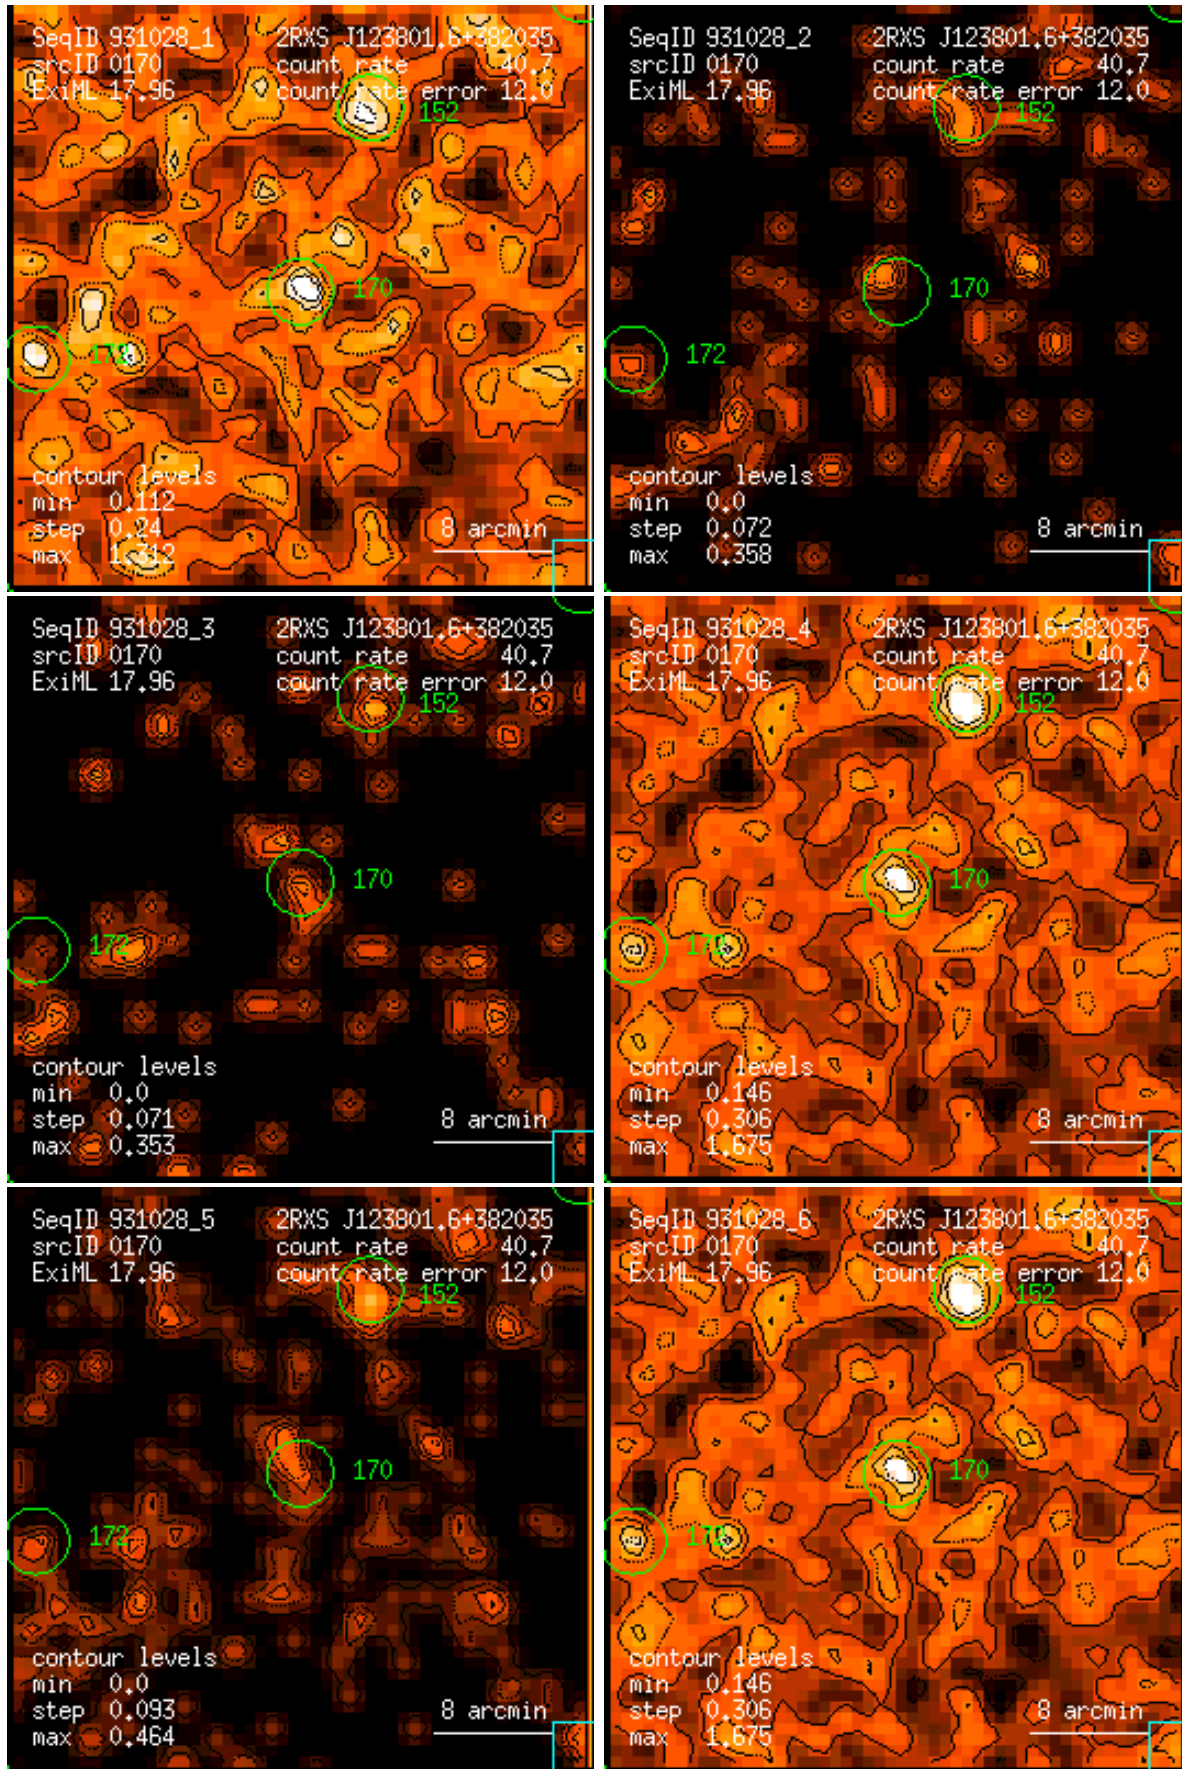 SeqID 931028_1 2RXS J123801.6+382035
srcID 0170 count rate 40.7
ExiML 17.96 count rate error 12.0
152
170
172
contour levels
min 0.112
step 0.24 8 arcmin
max 1.312
SeqID 931028_2 2RXS J123801.6+382035
srcID 0170 count rate 40.7
ExiML 17.96 count rate error 12.0
152
170
172
contour levels
min 0.0
step 0.072 8 arcmin
max 0.358
SeqID 931028_3 2RXS J123801.6+382035
srcID 0170 count rate 40.7
ExiML 17.96 count rate error 12.0
152
170
172
contour levels
min 0.0
step 0.071 8 arcmin
max 0.353
SeqID 931028_4 2RXS J123801.6+382035
srcID 0170 count rate 40.7
ExiML 17.96 count rate error 12.0
152
170
172
contour levels
min 0.146
step 0.306 8 arcmin
max 1.675
SeqID 931028_5 2RXS J123801.6+382035
srcID 0170 count rate 40.7
ExiML 17.96 count rate error 12.0
152
170
172
contour levels
min 0.0
step 0.093 8 arcmin
max 0.464
SeqID 931028_6 2RXS J123801.6+382035
srcID 0170 count rate 40.7
ExiML 17.96 count rate error 12.0
152
170
172
contour levels
min 0.146
step 0.306 8 arcmin
max 1.675